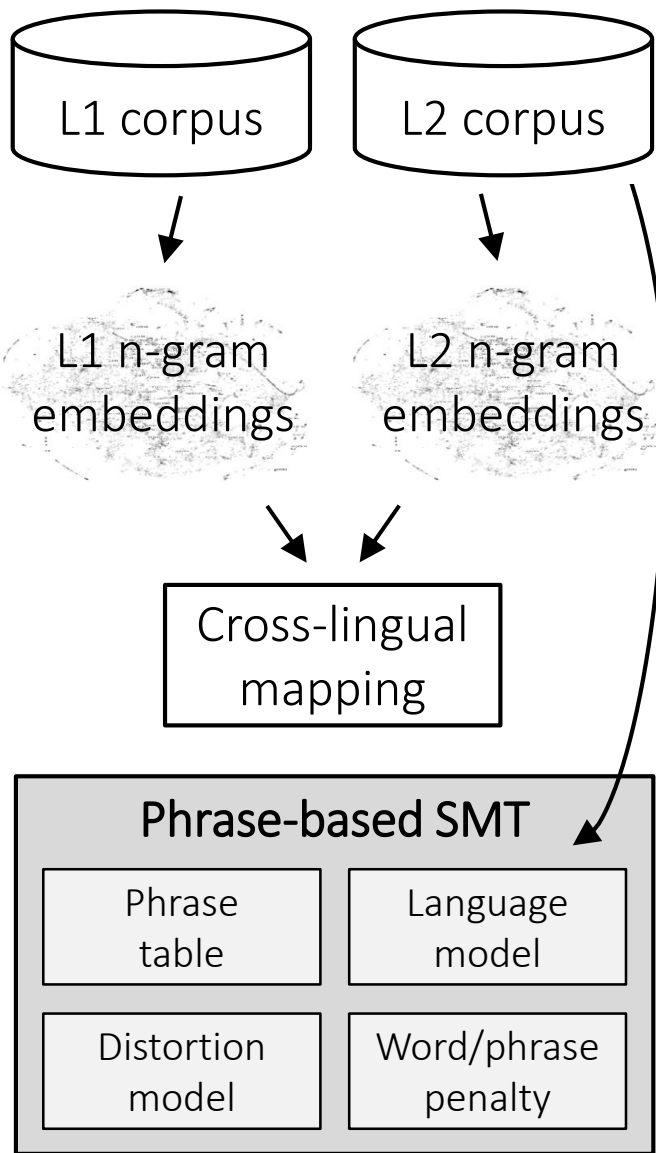 L1 corpus
L2 corpus
L1 n-gram
embeddings
L2 n-gram
embeddings
Cross-lingual
mapping
Phrase-based SMT
Phrase
table
Language
model
Distortion
model
Word/phrase
penalty